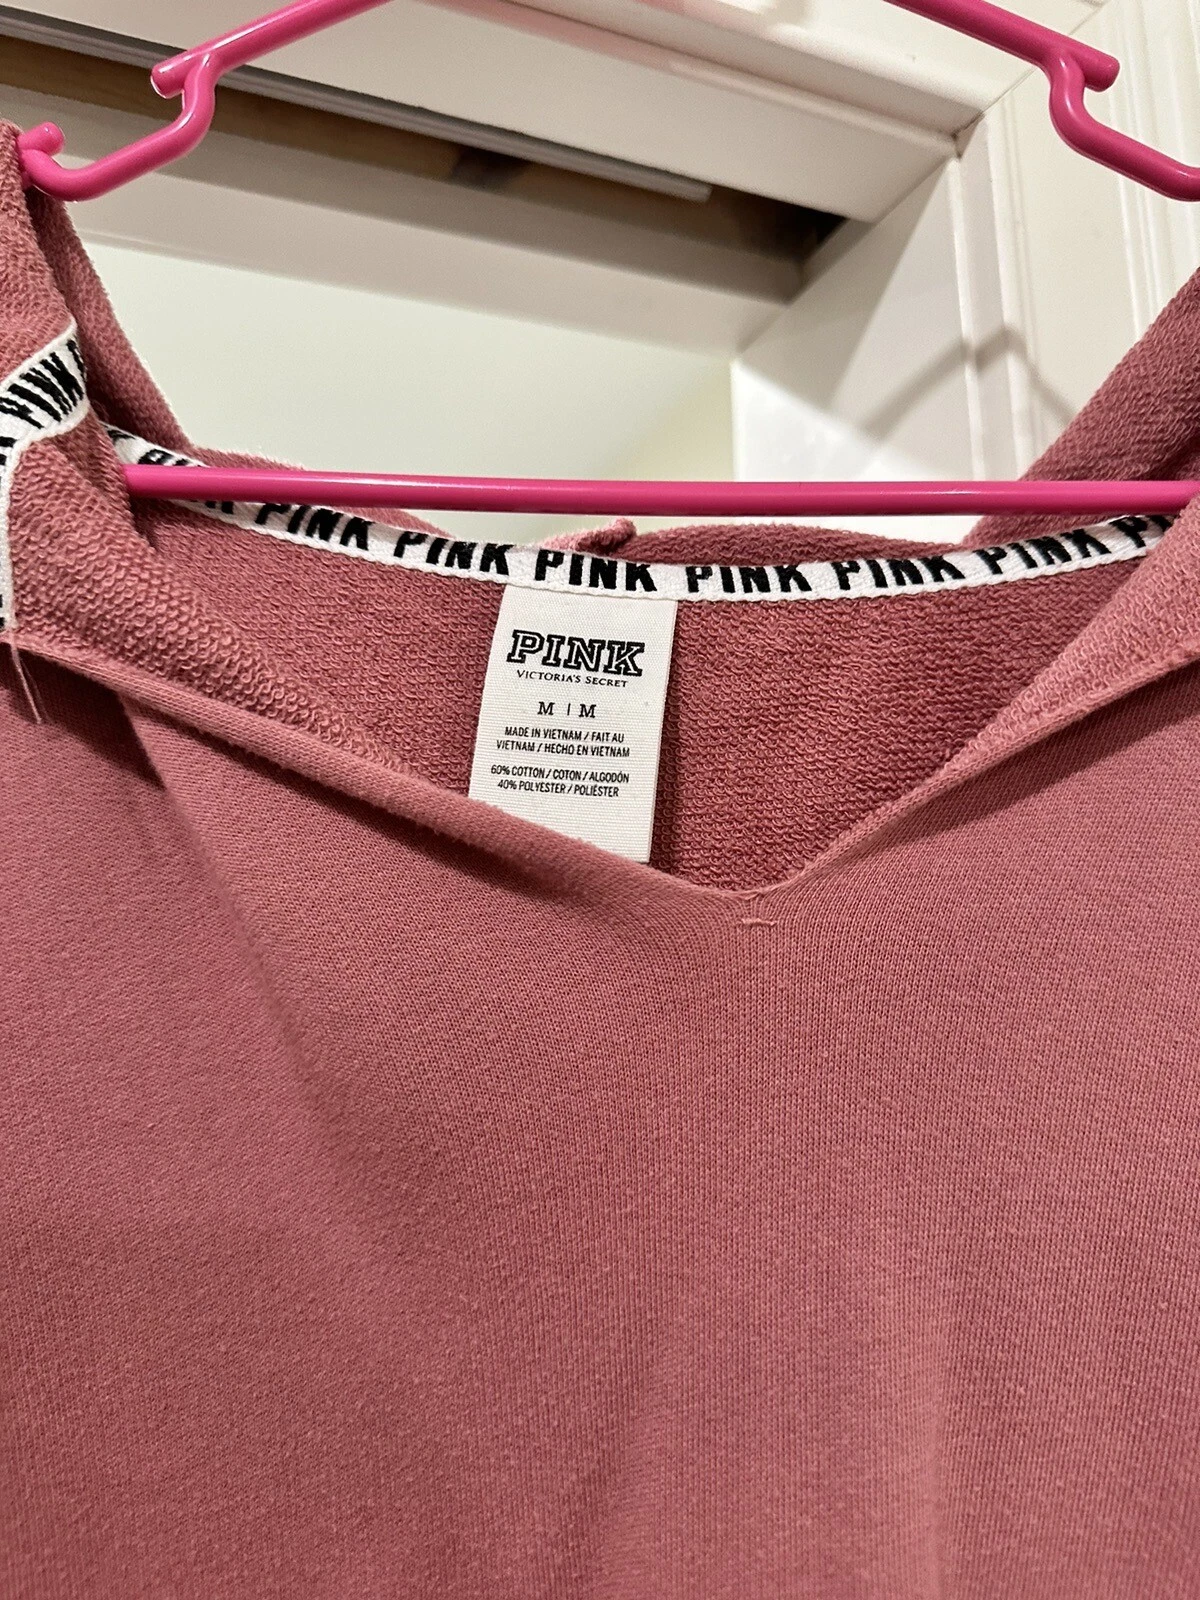 PINK
PINK PINK PINK PINK PINK PINK
PINK
VICTORIA'S SECRET
M | M
MADE IN VIETNAM / FAIT AU
VIETNAM / HECHO EN VIETNAM
60% COTTON / COTON / ALGODÓN
40% POLYESTER / POLIÉSTER